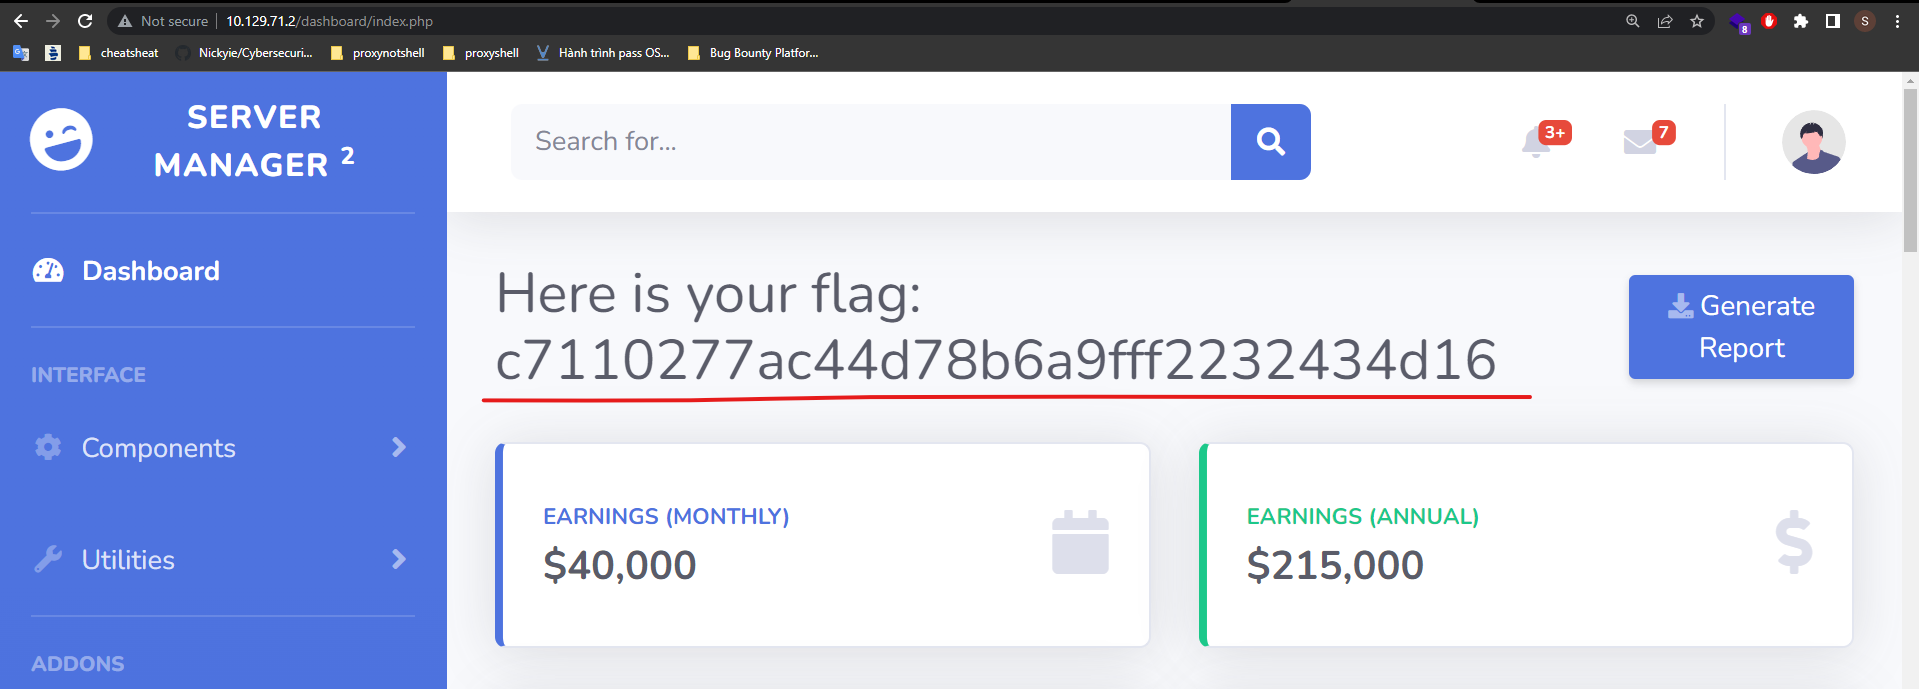 Not secure | 10.129.71.2/dashboard/index.php
8
S
cheatsheat
Nickyie/Cybersecuri...
proxynotshell
proxyshell
Hành trình pass OS...
Bug Bounty Platfor...
SERVER
MANAGER 2
Search for...
3+
7
Dashboard
Here is your flag:
c7110277ac44d78b6a9fff2232434d16
Generate
Report
INTERFACE
Components
Utilities
ADDONS
EARNINGS (MONTHLY)
$40,000
EARNINGS (ANNUAL)
$215,000